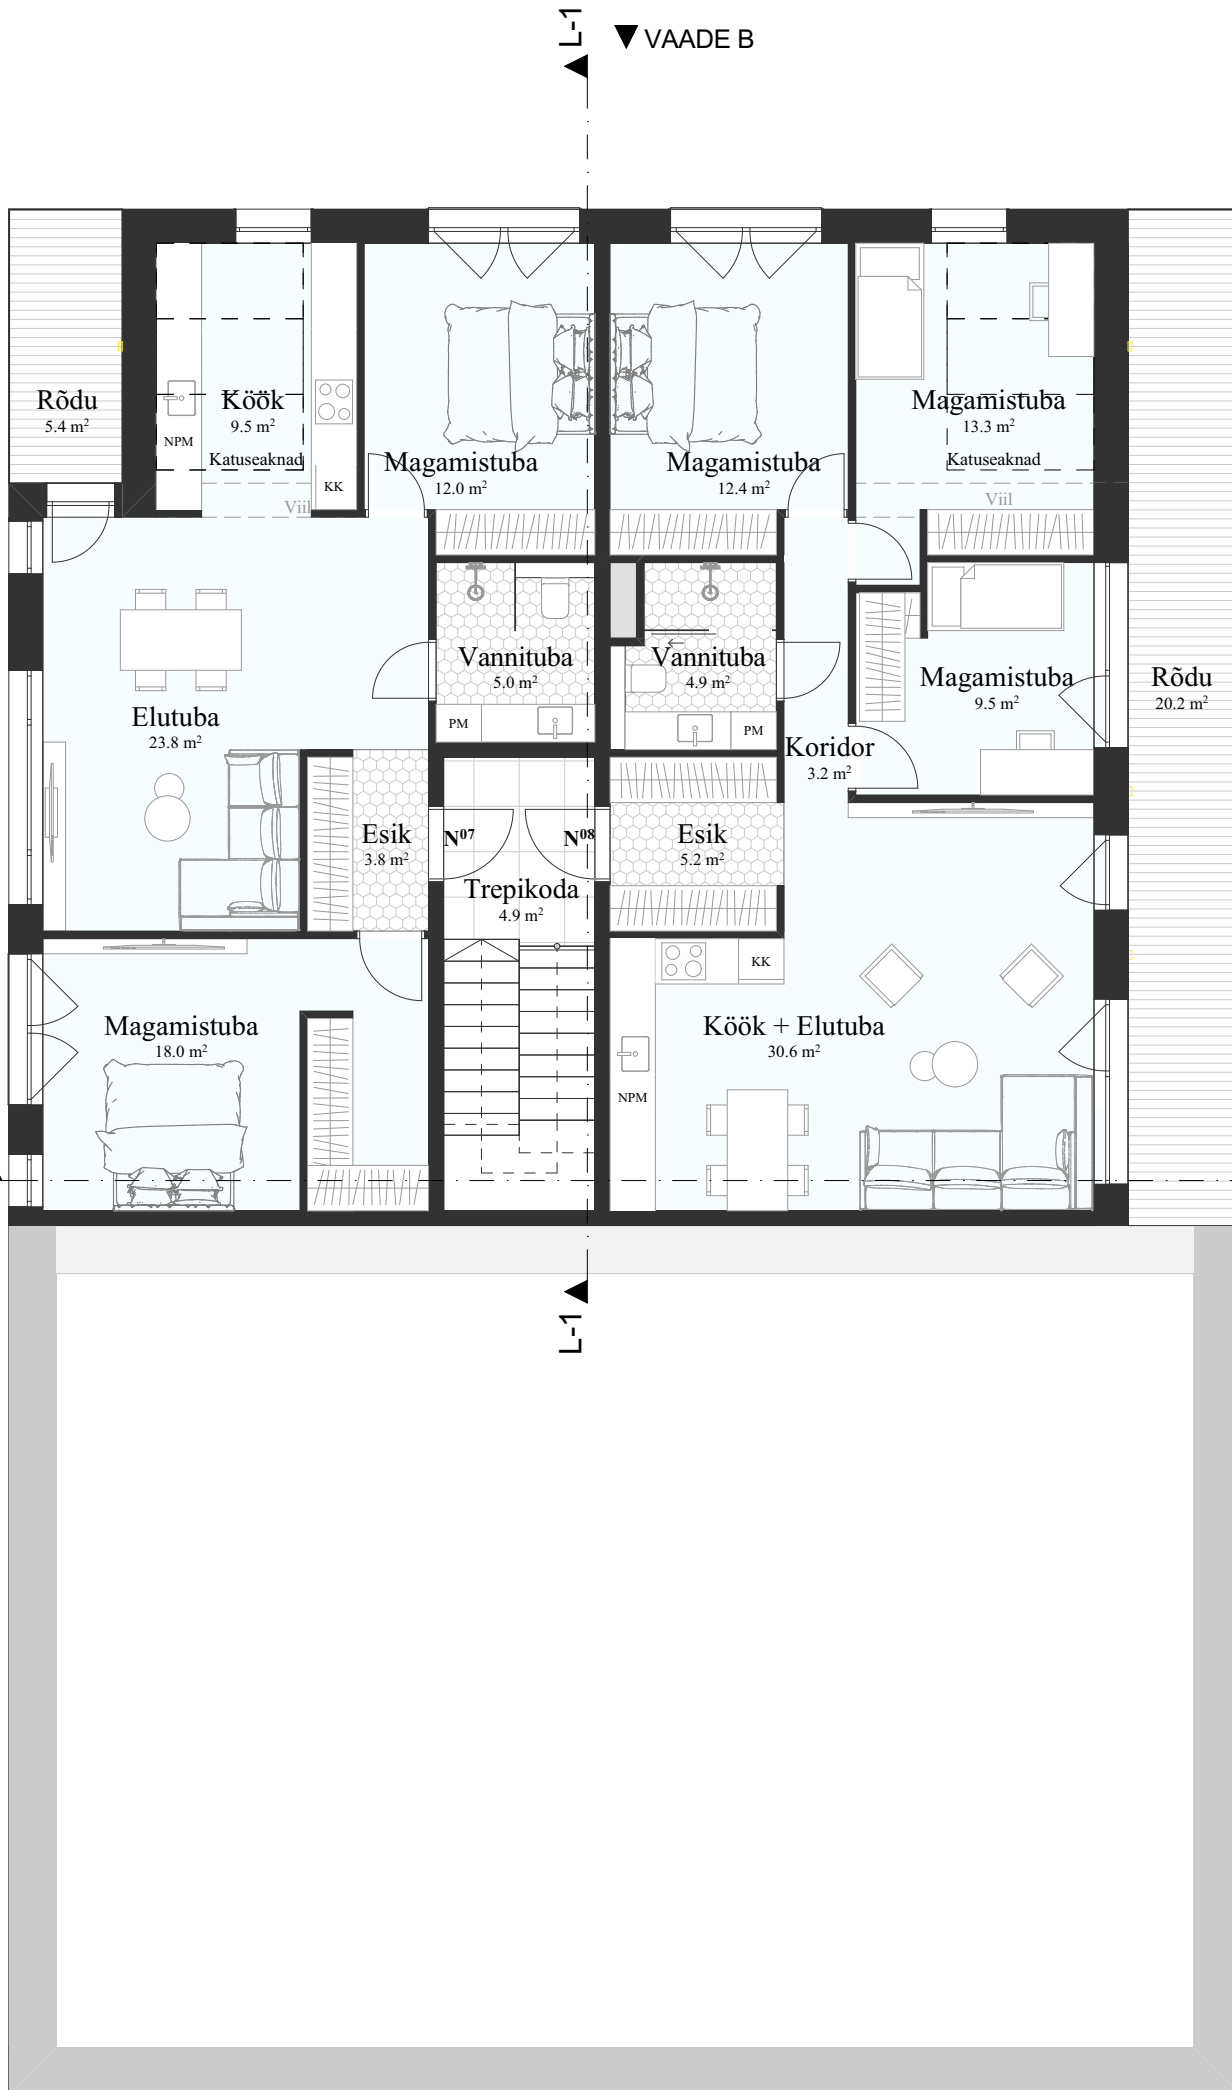 L-1
VAADE B
Rõdu
5.4 m²
Köök
9.5 m²
NPM
Katuseaknad
KK
Viil
Magamistuba
12.0 m²
Magamistuba
12.4 m²
Magamistuba
13.3 m²
Katuseaknad
Viil
Elutuba
23.8 m²
Vannituba
5.0 m²
PM
Vannituba
4.9 m²
PM
Magamistuba
9.5 m²
Rõdu
20.2 m²
Koridor
3.2 m²
Esik
3.8 m²
N⁰⁷
N⁰⁸
Trepikoda
4.9 m²
Esik
5.2 m²
KK
Magamistuba
18.0 m²
Köök + Elutuba
30.6 m²
NPM
L-1